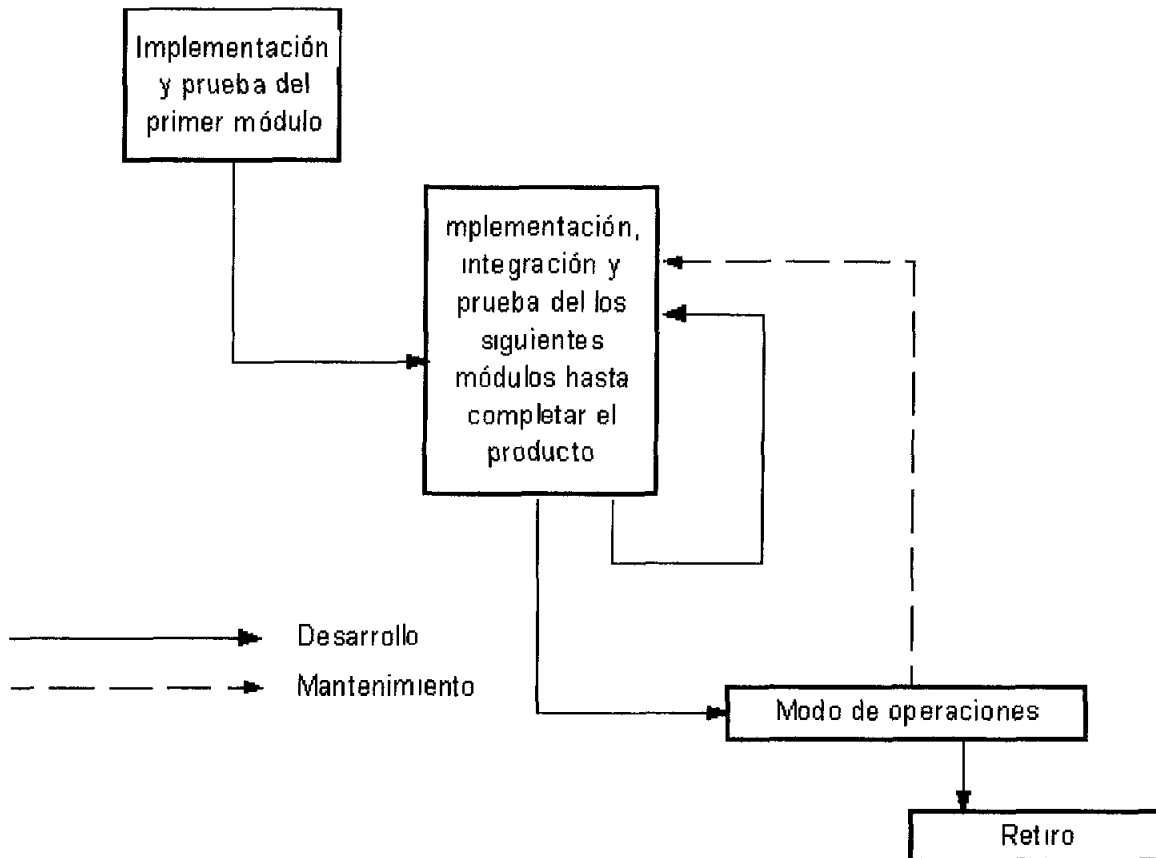 Implementación
y prueba del
primer módulo
mplementación,
integración y
prueba del los
siguientes
módulos hasta
completar el
producto
Desarrollo
Mantenimiento
Modo de operaciones
Retiro